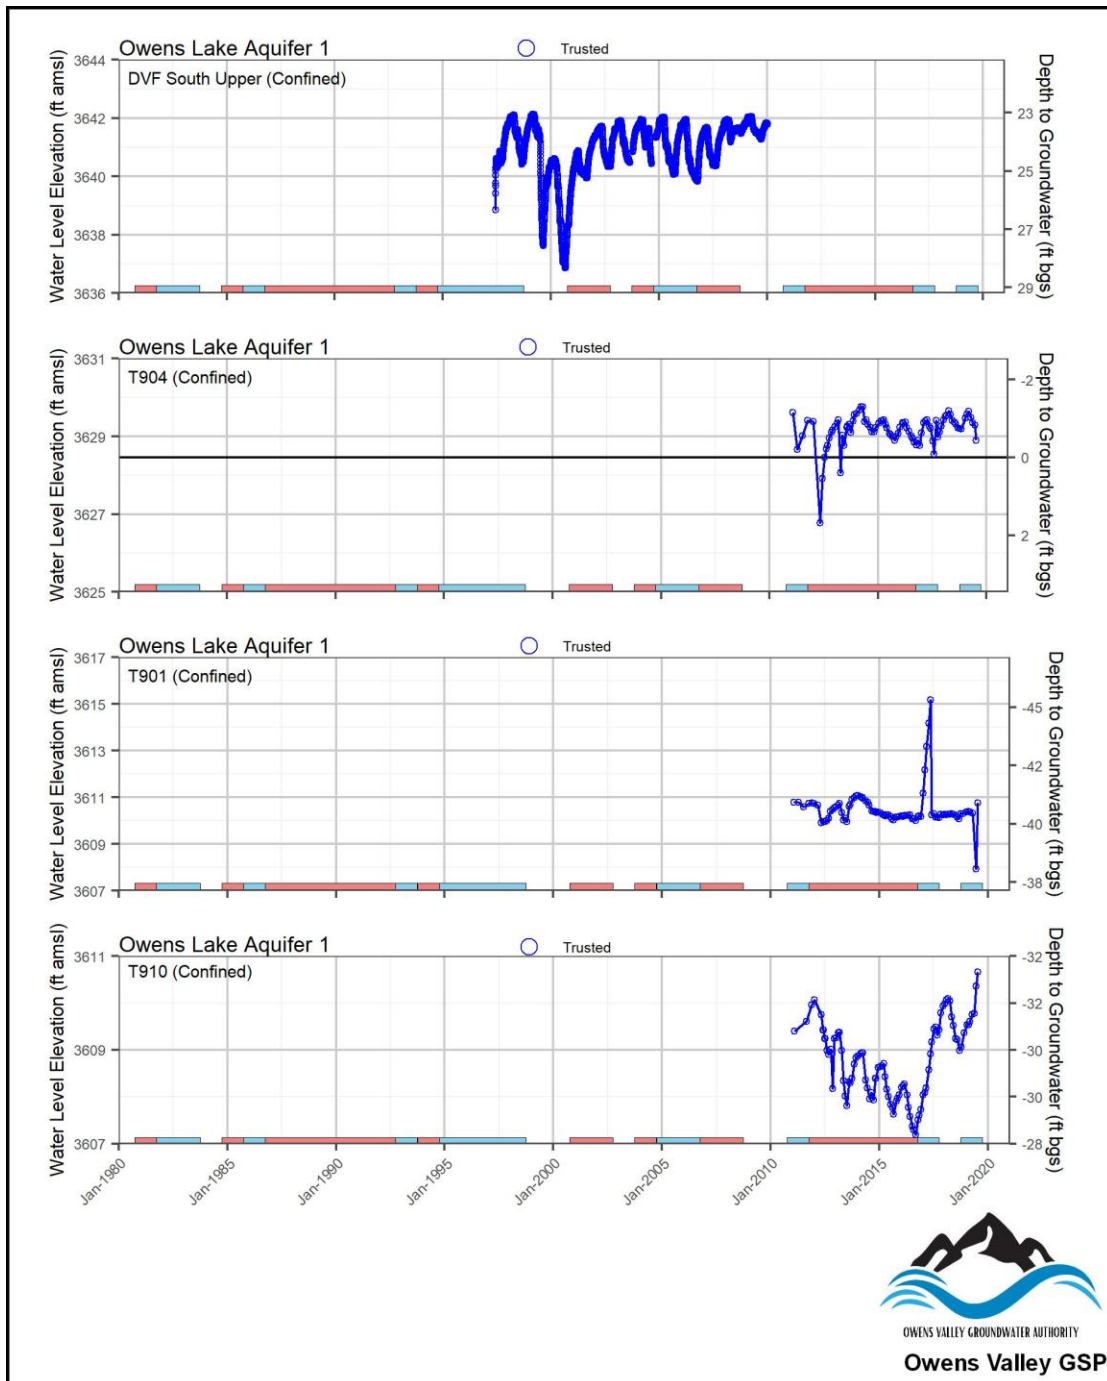 Owens Lake Aquifer 1
Trusted
DVF South Upper (Confined)
Water Level Elevation (ft amsl)
3644
3642
3640
3638
3636
Depth to Groundwater (ft bgs)
23
25
27
29
Owens Lake Aquifer 1
Trusted
T904 (Confined)
Water Level Elevation (ft amsl)
3631
3629
3627
3625
Depth to Groundwater (ft bgs)
-2
0
2
Owens Lake Aquifer 1
Trusted
T901 (Confined)
Water Level Elevation (ft amsl)
3617
3615
3613
3611
3609
3607
Depth to Groundwater (ft bgs)
-45
-42
-40
-38
Owens Lake Aquifer 1
Trusted
T910 (Confined)
Water Level Elevation (ft amsl)
3611
3609
3607
Depth to Groundwater (ft bgs)
-32
-32
-30
-30
-28
Jan-1980
Jan-1985
Jan-1990
Jan-1995
Jan-2000
Jan-2005
Jan-2010
Jan-2015
Jan-2020
OWENS VALLEY GROUNDWATER AUTHORITY
Owens Valley GSP